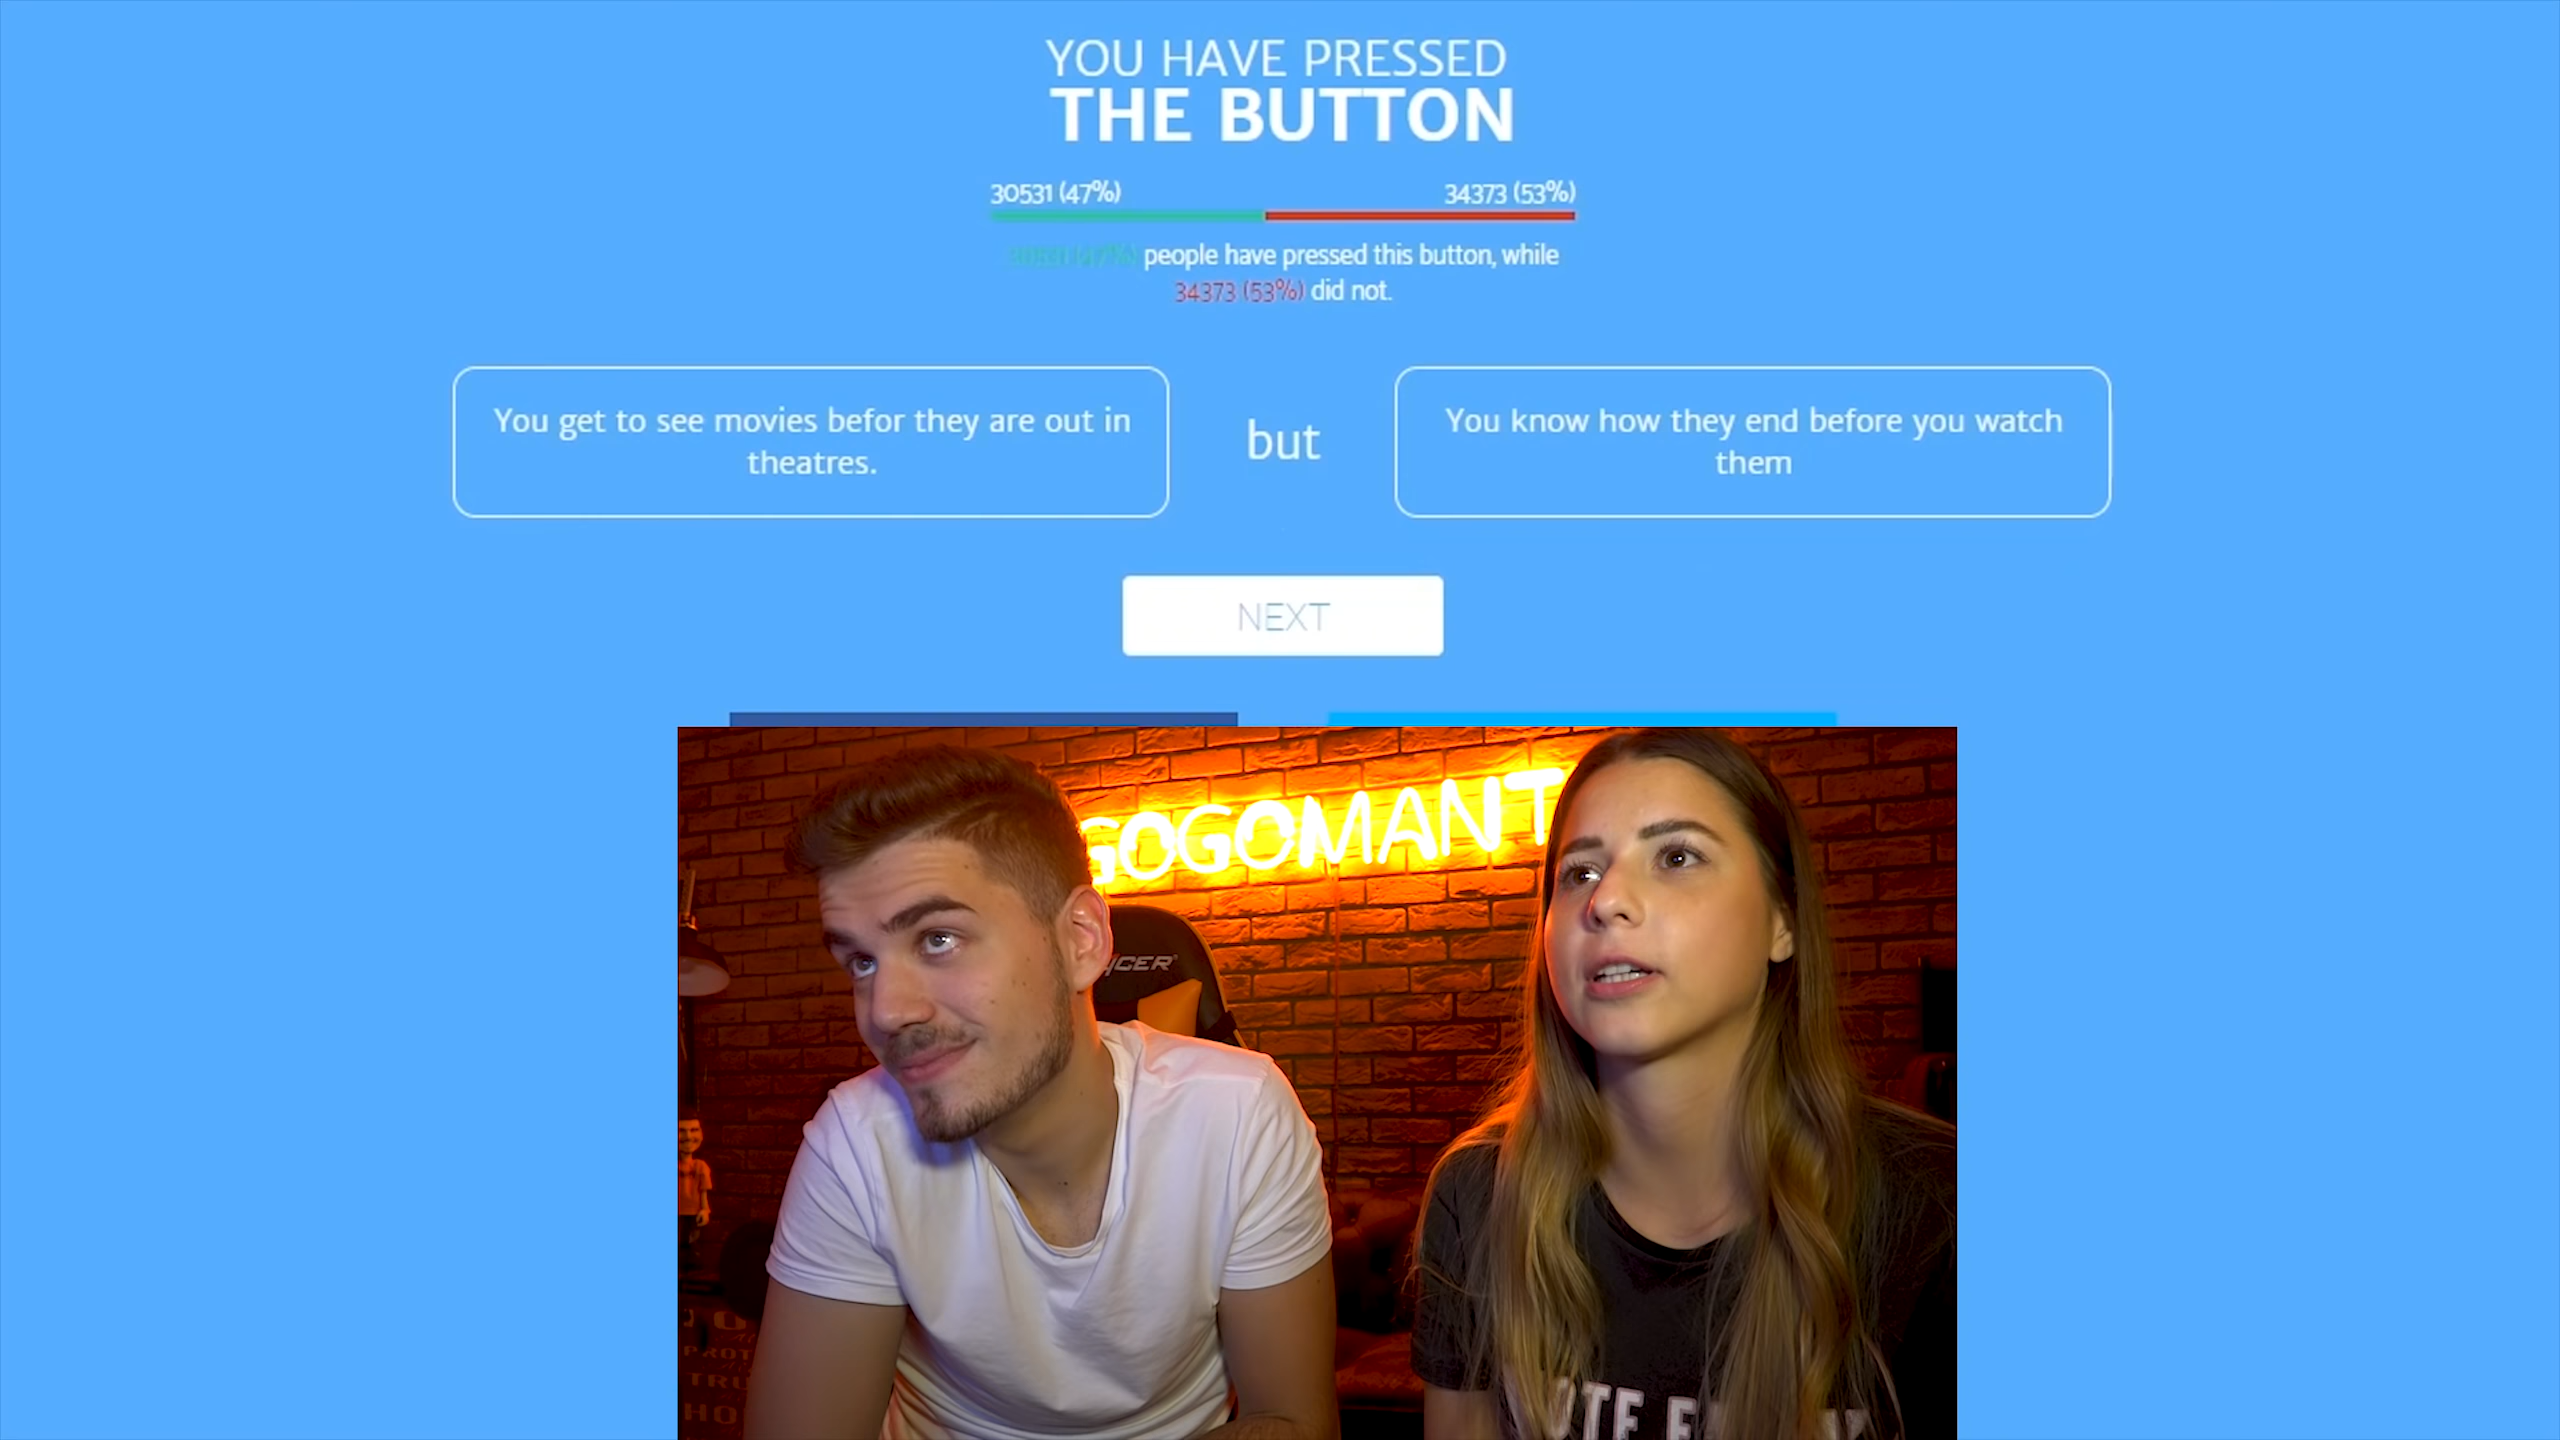 YOU HAVE PRESSED
THE BUTTON
30531 (47%) 34373 (53%)
30531 (47%) people have pressed this button, while
34373 (53%) did not.
You get to see movies befor they are out in
theatres.
but
You know how they end before you watch
them
NEXT
GOGOMANT